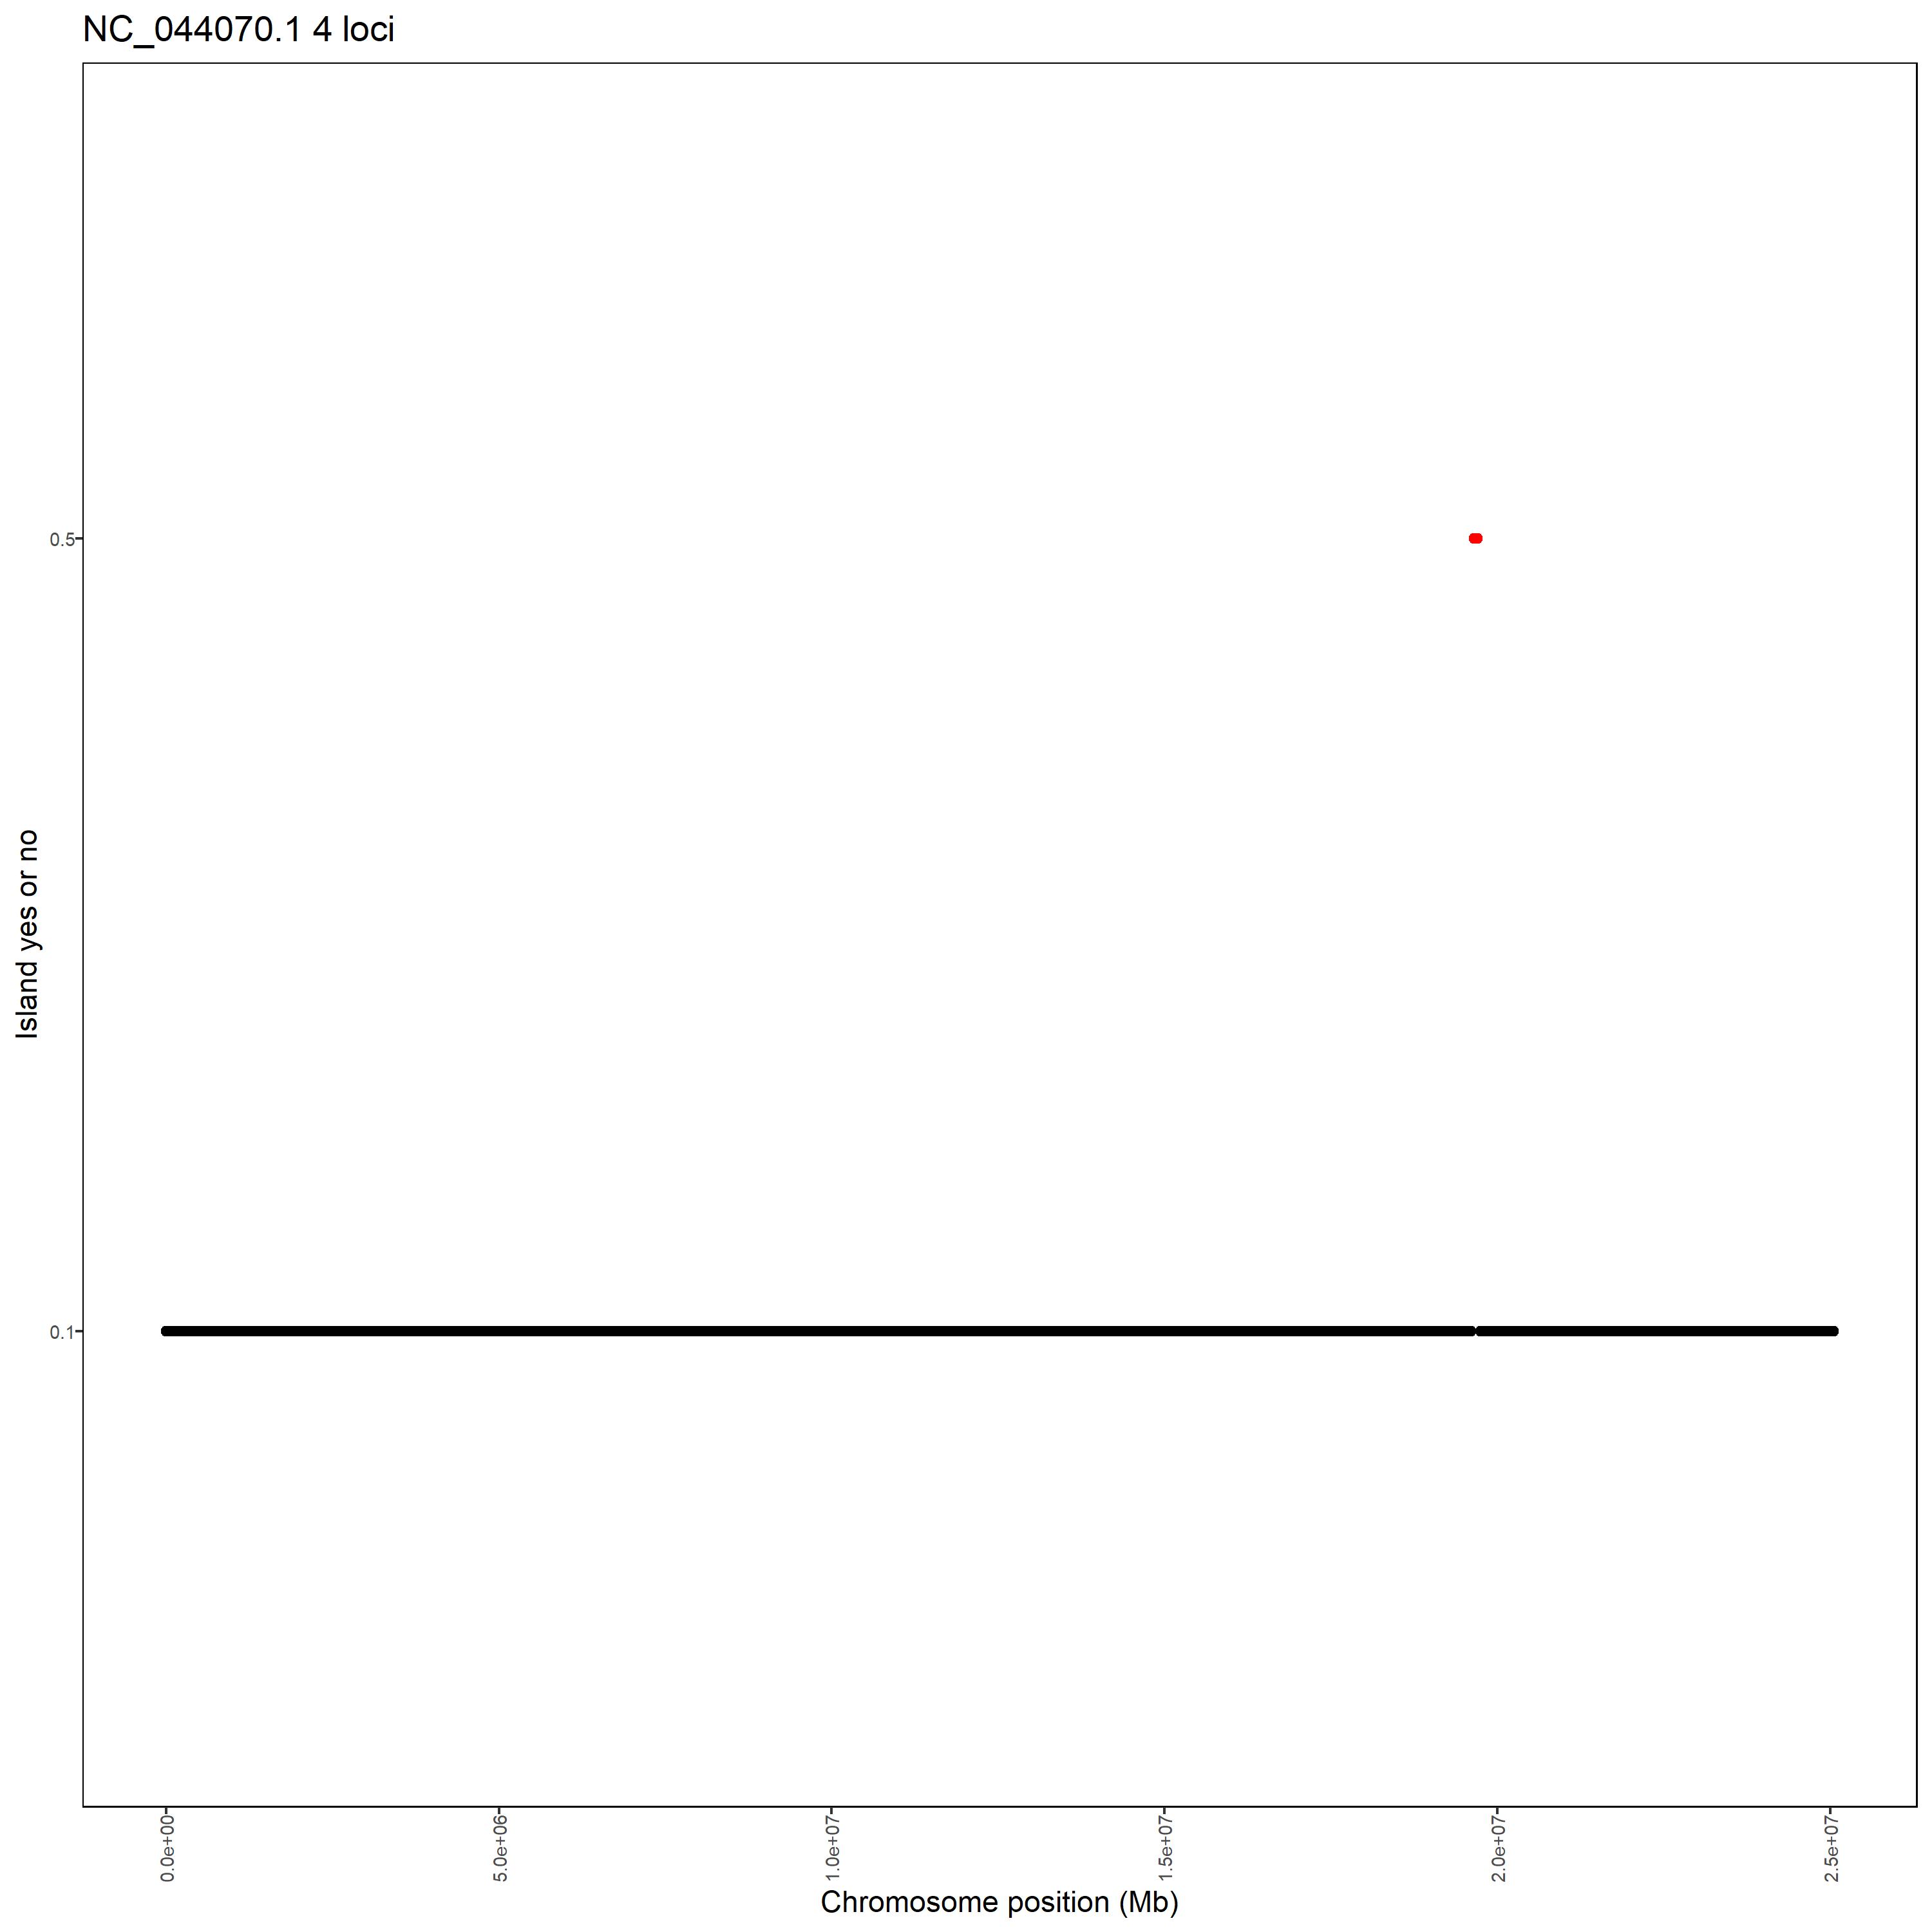 NC_044070.1 4 loci
Island yes or no
0.5
0.1
0.0e+00
5.0e+06
1.0e+07
1.5e+07
2.0e+07
2.5e+07
Chromosome position (Mb)